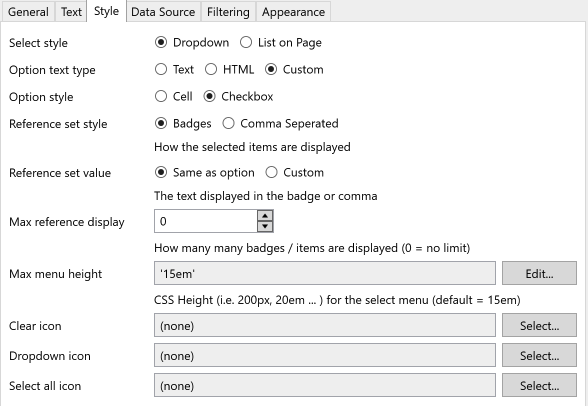 General Text Style Data Source Filtering Appearance
Select style Dropdown List on Page
Option text type Text HTML Custom
Option style Cell Checkbox
Reference set style Badges Comma Seperated
How the selected items are displayed
Reference set value Same as option Custom
The text displayed in the badge or comma
Max reference display 0
How many many badges / items are displayed (0 = no limit)
Max menu height '15em' Edit...
CSS Height (i.e. 200px, 20em ... ) for the select menu (default = 15em)
Clear icon (none) Select...
Dropdown icon (none) Select...
Select all icon (none) Select...